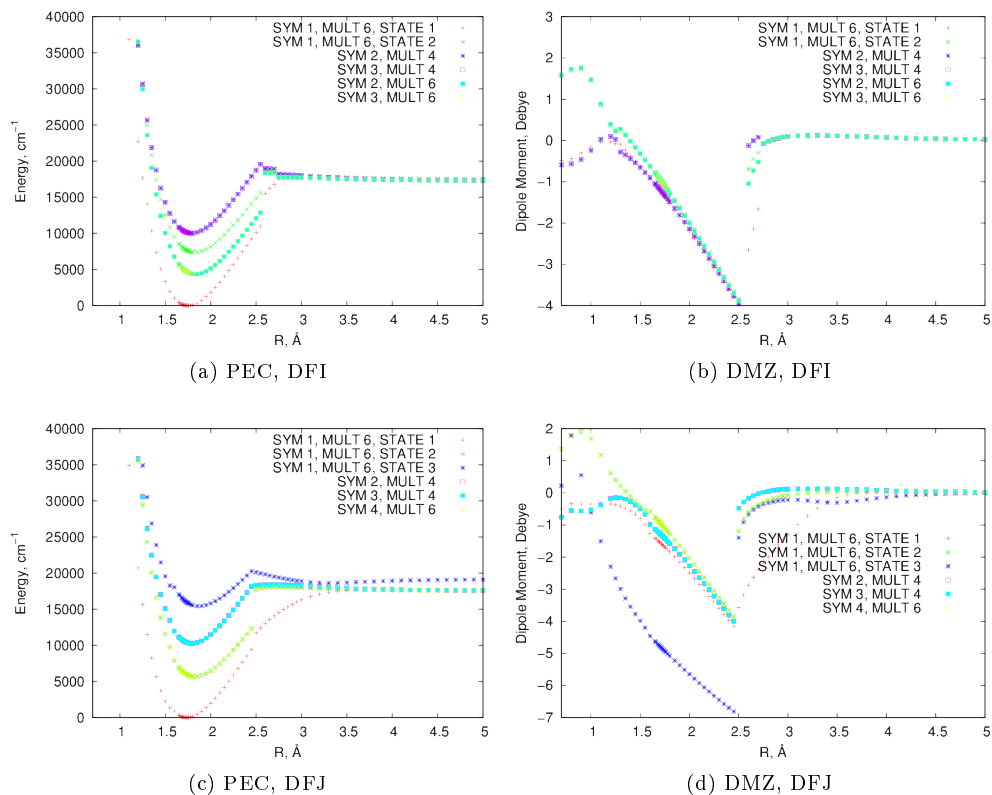 40000
35000
30000
25000
20000
15000
10000
5000
0
Energy, cm⁻¹
SYM 1, MULT 6, STATE 1
SYM 1, MULT 6, STATE 2
SYM 2, MULT 4
SYM 3, MULT 4
SYM 2, MULT 6
SYM 3, MULT 6
1 1.5 2 2.5 3 3.5 4 4.5 5
R, Å
(a) PEC, DFI
2
1
0
−1
−2
−3
−4
Dipole Moment, Debye
SYM 1, MULT 6, STATE 1
SYM 1, MULT 6, STATE 2
SYM 2, MULT 4
SYM 3, MULT 4
SYM 2, MULT 6
SYM 3, MULT 6
1 1.5 2 2.5 3 3.5 4 4.5 5
R, Å
(b) DMZ, DFI
40000
35000
30000
25000
20000
15000
10000
5000
0
Energy, cm⁻¹
SYM 1, MULT 6, STATE 1
SYM 1, MULT 6, STATE 2
SYM 1, MULT 6, STATE 3
SYM 2, MULT 4
SYM 3, MULT 4
SYM 4, MULT 6
1 1.5 2 2.5 3 3.5 4 4.5 5
R, Å
(c) PEC, DFJ
2
1
0
−1
−2
−3
−4
−5
−6
−7
Dipole Moment, Debye
SYM 1, MULT 6, STATE 1
SYM 1, MULT 6, STATE 2
SYM 1, MULT 6, STATE 3
SYM 2, MULT 4
SYM 3, MULT 4
SYM 4, MULT 6
1 1.5 2 2.5 3 3.5 4 4.5 5
R, Å
(d) DMZ, DFJ